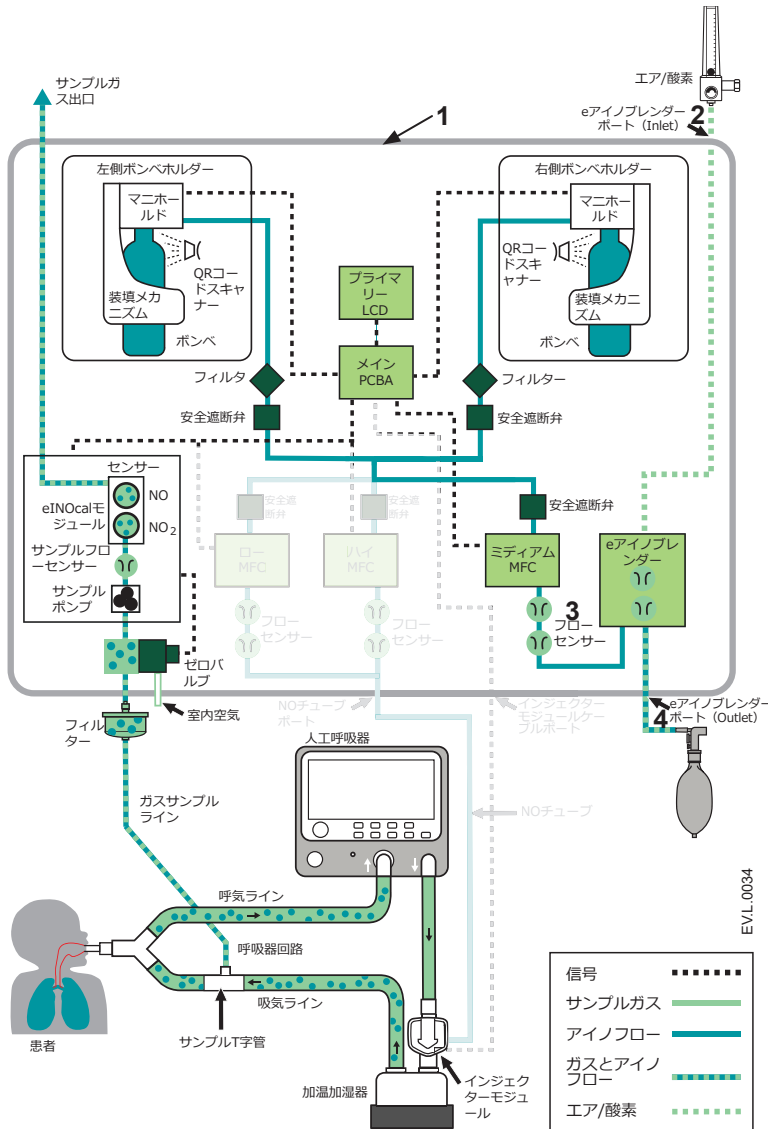 サンプルガ
ス出口
エア/酸素
1
2
eアイノブレンダー
ポート（Inlet）
左側ボンベホルダー
マニホー
ルド
QRコー
ドスキャ
ナー
装填メカ
ニズム
ボンベ
右側ボンベホルダー
マニホー
ルド
QRコー
ドスキャ
ナー
装填メカニ
ズム
ボンベ
プライマ
リー
LCD
メイン
PCBA
フィルタ
フィルター
安全遮断弁
安全遮断弁
センサー
NO
eINOcalモ
ジュール
NO2
サンプルフロ
ーセンサー
サンプル
ポンプ
ゼロバ
ルブ
室内空気
フィル
ター
安全遮
断弁
安全遮
断弁
安全遮断弁
ロー
MFC
ハイ
MFC
ミディアム
MFC
eアイノブレ
ンダー
フロー
センサー
フロー
センサー
3
フロー
センサー
NOチューブ
ポート
インジェクター
モジュールケー
ブルポート
4
eアイノブレンダー
ポート（Outlet）
人工呼吸器
ガスサンプル
ライン
NOチューブ
呼気ライン
呼吸器回路
吸気ライン
サンプルT字管
患者
加温加湿器
インジェク
ターモジュ
ール
EV.L.0034
信号
サンプルガス
アイノフロー
ガスとアイノ
フロー
エア/酸素